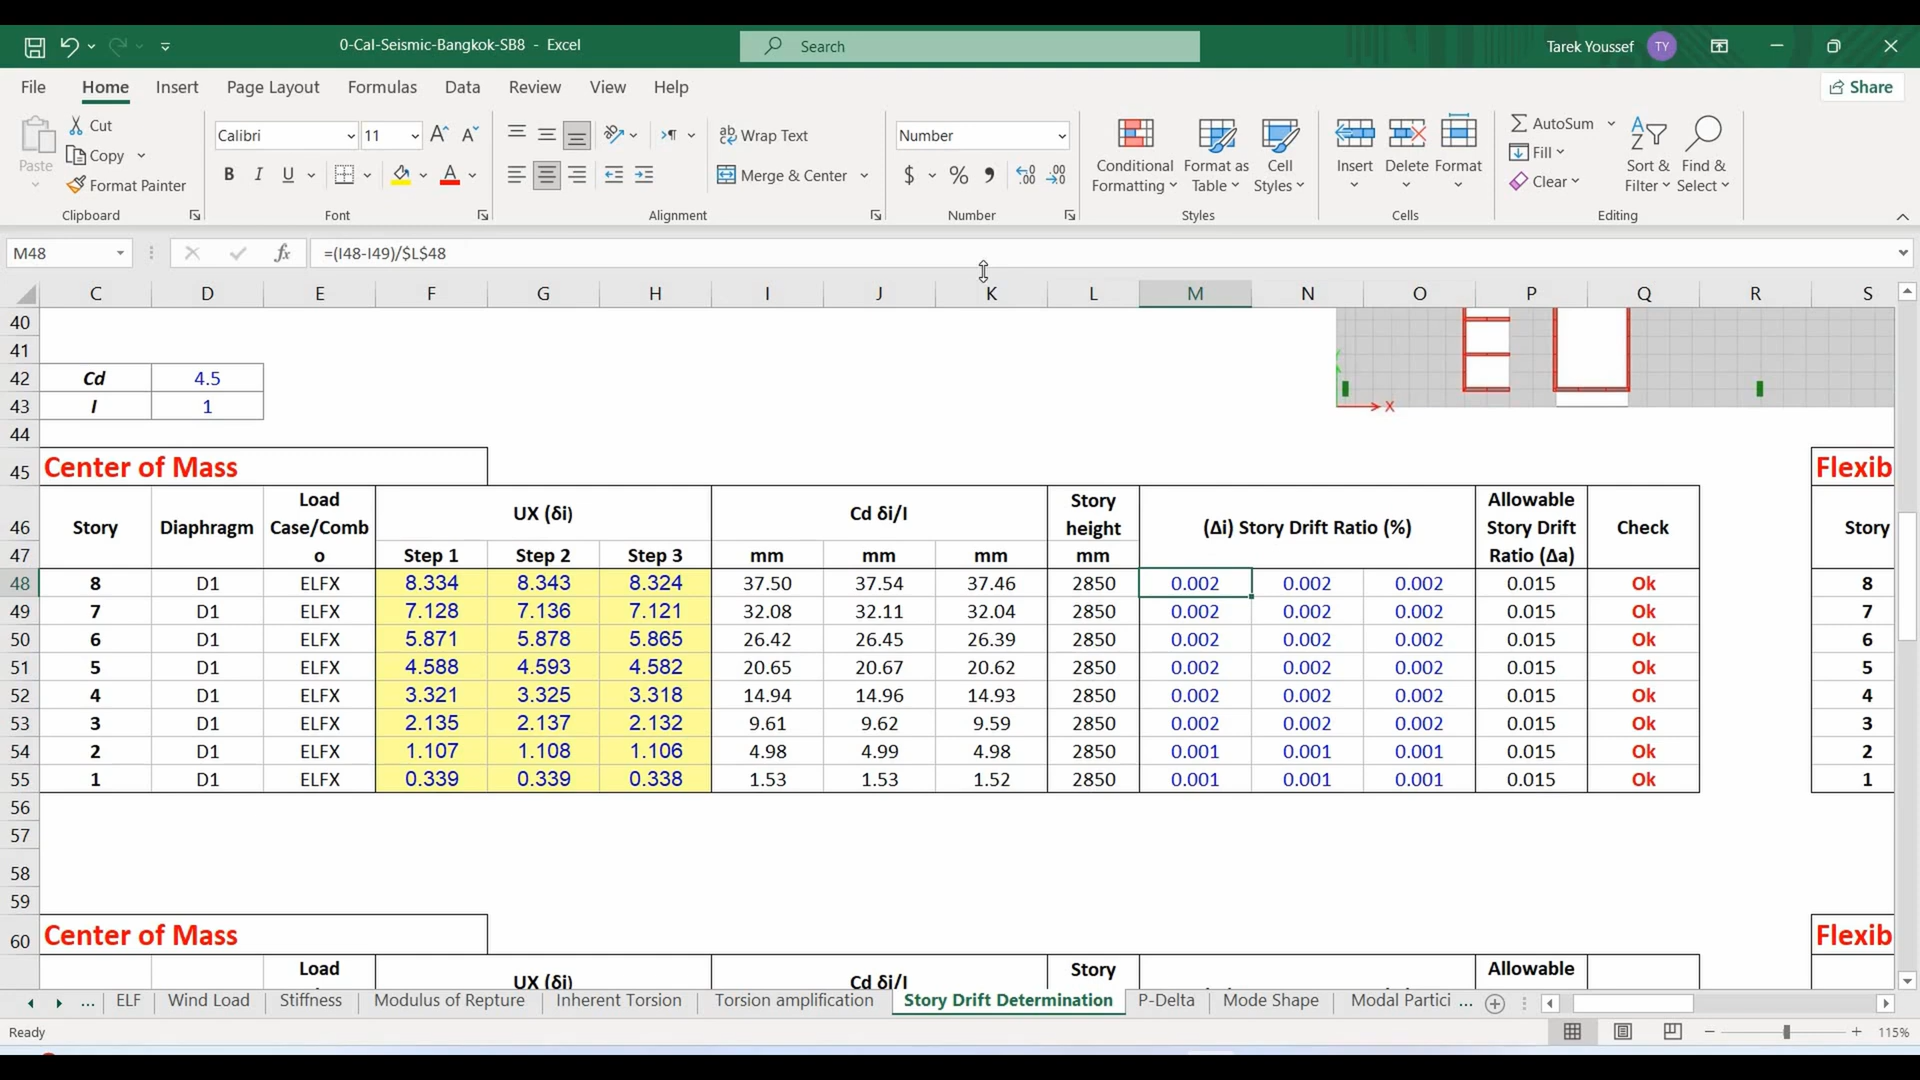 0-Cal-Seismic-Bangkok-SB8 - Excel
Search
Tarek Youssef
TY
File Home Insert Page Layout Formulas Data Review View Help
Share
Paste
Cut
Copy
Format Painter
Clipboard
Calibri 11
B I U
Font
Wrap Text
Merge & Center
Alignment
Number
$ % ,
Number
Conditional Formatting
Format as Table
Cell Styles
Styles
Insert Delete Format
Cells
AutoSum
Fill
Clear
Sort & Filter
Find & Select
Editing
M48
fx =(I48-I49)/$L$48
C D E F G H I J K L M N O P Q R S
40
41
42 Cd 4.5
43 I 1
44
X
45 Center of Mass Flexib
46 Story Diaphragm Load Case/Combo UX (δi) Cd δi/I Story height (Δi) Story Drift Ratio (%) Allowable Story Drift Ratio (Δa) Check Story
47 Step 1 Step 2 Step 3 mm mm mm mm
48 8 D1 ELFX 8.334 8.343 8.324 37.50 37.54 37.46 2850 0.002 0.002 0.002 0.015 Ok 8
49 7 D1 ELFX 7.128 7.136 7.121 32.08 32.11 32.04 2850 0.002 0.002 0.002 0.015 Ok 7
50 6 D1 ELFX 5.871 5.878 5.865 26.42 26.45 26.39 2850 0.002 0.002 0.002 0.015 Ok 6
51 5 D1 ELFX 4.588 4.593 4.582 20.65 20.67 20.62 2850 0.002 0.002 0.002 0.015 Ok 5
52 4 D1 ELFX 3.321 3.325 3.318 14.94 14.96 14.93 2850 0.002 0.002 0.002 0.015 Ok 4
53 3 D1 ELFX 2.135 2.137 2.132 9.61 9.62 9.59 2850 0.002 0.002 0.002 0.015 Ok 3
54 2 D1 ELFX 1.107 1.108 1.106 4.98 4.99 4.98 2850 0.001 0.001 0.001 0.015 Ok 2
55 1 D1 ELFX 0.339 0.339 0.338 1.53 1.53 1.52 2850 0.001 0.001 0.001 0.015 Ok 1
56
57
58
59
60 Center of Mass Flexib
Load UX (δi) Cd δi/I Story Allowable
... ELF Wind Load Stiffness Modulus of Repture Inherent Torsion Torsion amplification Story Drift Determination P-Delta Mode Shape Modal Partici ...
Ready
115%